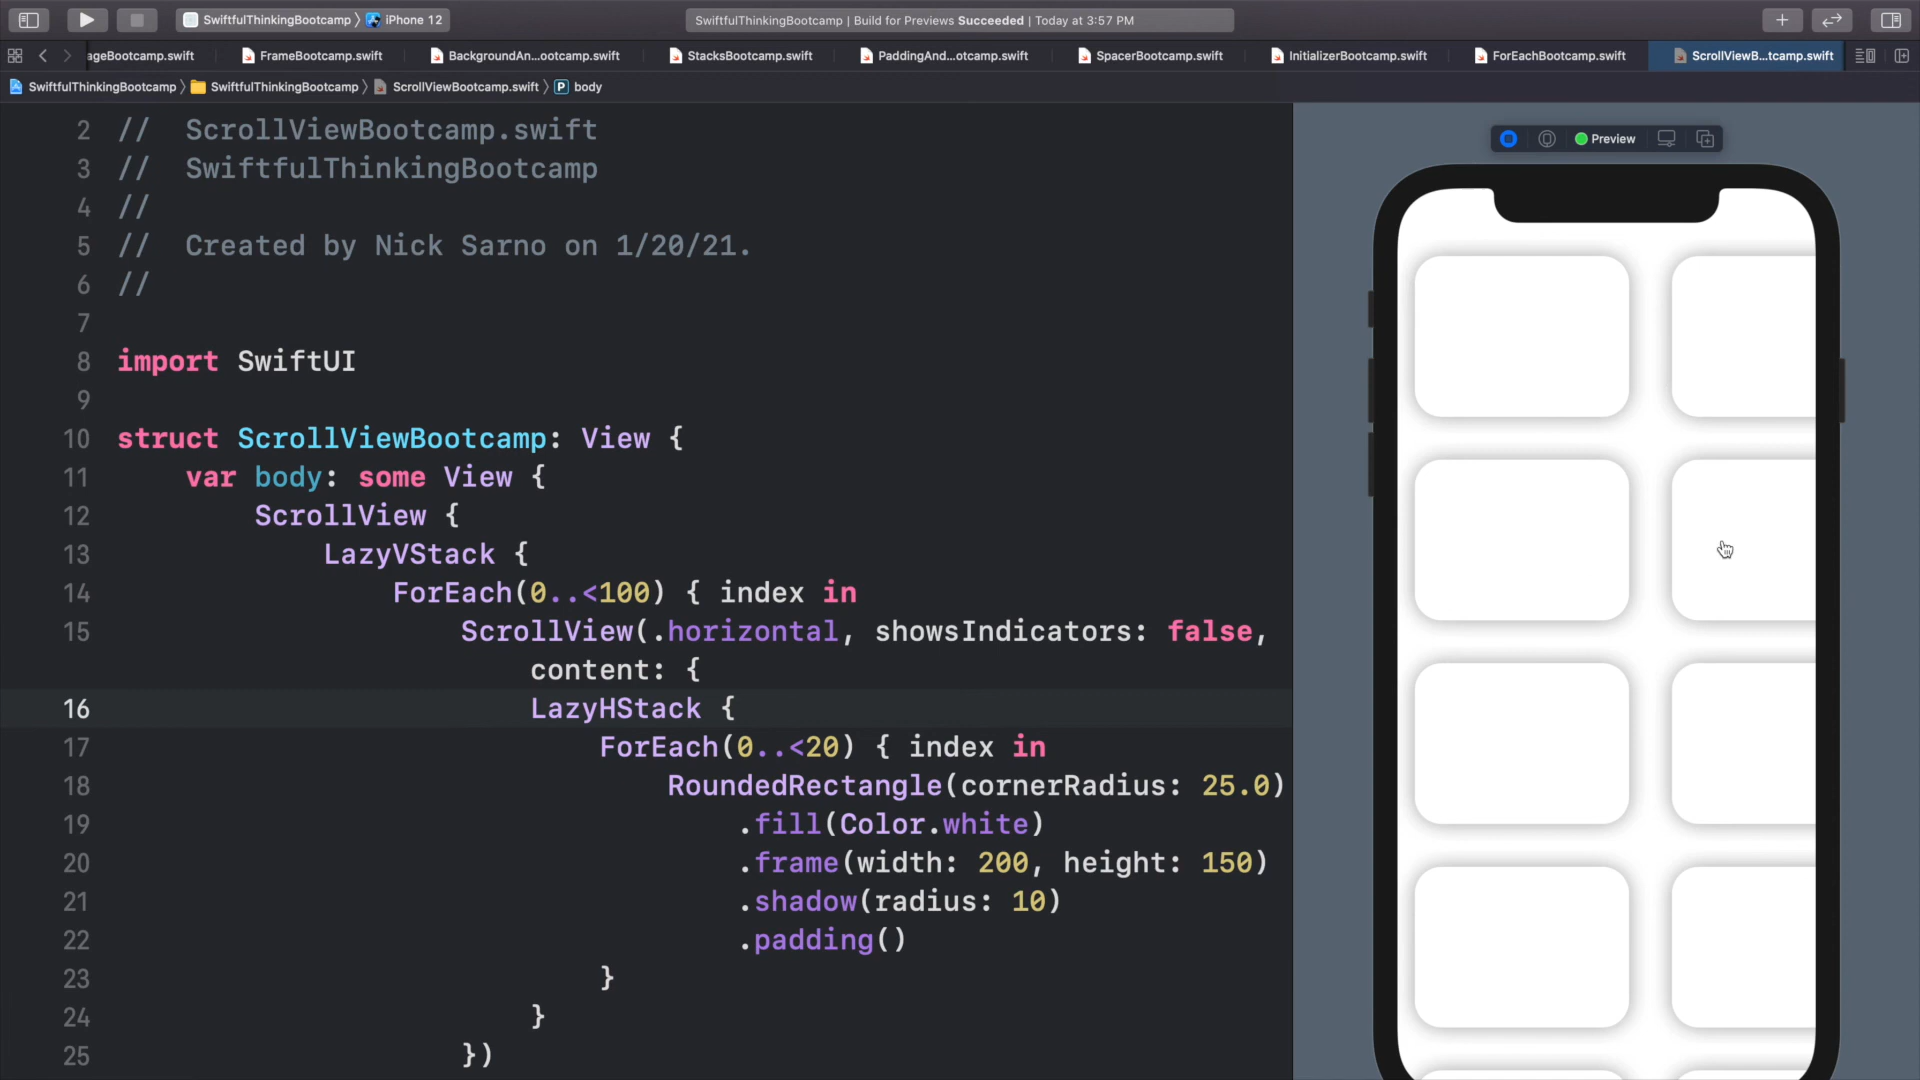 SwiftfulThinkingBootcamp 〉 iPhone 12
SwiftfulThinkingBootcamp | Build for Previews Succeeded | Today at 3:57 PM
ageBootcamp.swift FrameBootcamp.swift BackgroundAn...ootcamp.swift StacksBootcamp.swift PaddingAnd...otcamp.swift SpacerBootcamp.swift InitializerBootcamp.swift ForEachBootcamp.swift ScrollViewB...tcamp.swift
SwiftfulThinkingBootcamp 〉 SwiftfulThinkingBootcamp 〉 ScrollViewBootcamp.swift 〉 P body
Preview
2 //  ScrollViewBootcamp.swift
3 //  SwiftfulThinkingBootcamp
4 //
5 //  Created by Nick Sarno on 1/20/21.
6 //
7
8 import SwiftUI
9
10 struct ScrollViewBootcamp: View {
11     var body: some View {
12         ScrollView {
13             LazyVStack {
14                 ForEach(0..<100) { index in
15                     ScrollView(.horizontal, showsIndicators: false,
content: {
16                         LazyHStack {
17                             ForEach(0..<20) { index in
18                                 RoundedRectangle(cornerRadius: 25.0)
19                                     .fill(Color.white)
20                                     .frame(width: 200, height: 150)
21                                     .shadow(radius: 10)
22                                     .padding()
23                             }
24                         }
25                     })